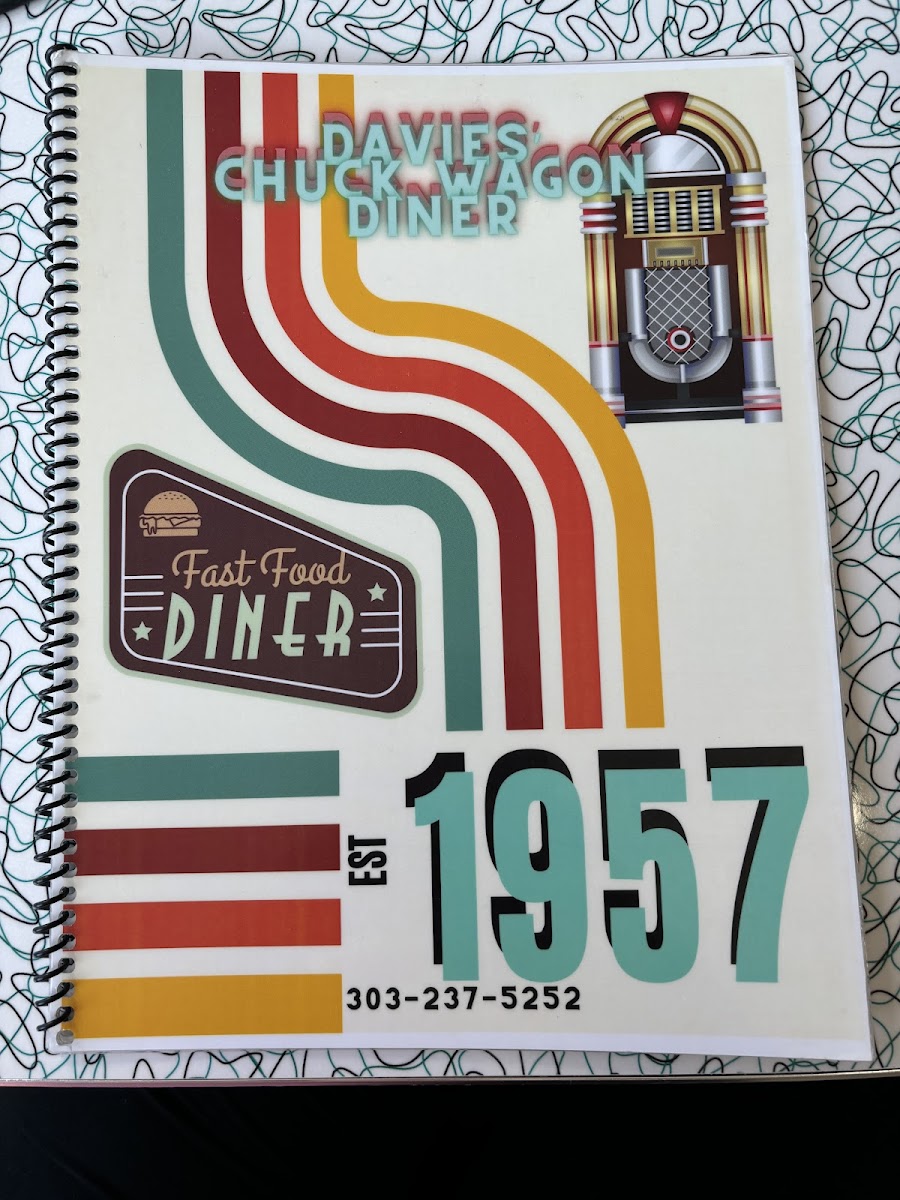 DAVIES'
CHUCK WAGON
DINER
Fast Food
DINER
EST
1957
303-237-5252